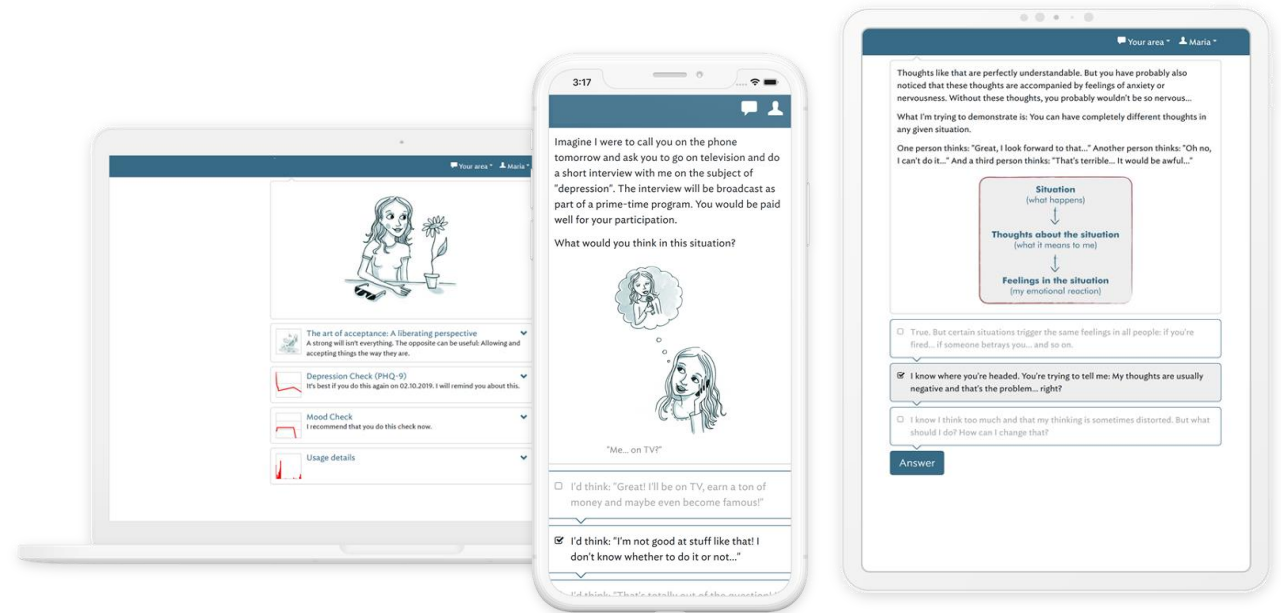 Your area Maria
The art of acceptance: A liberating perspective
A strong will isn't everything. The opposite can be useful: Allowing and
accepting things the way they are.
Depression Check (PHQ-9)
It's best if you do this again on 02.10.2019. I will remind you about this.
Mood Check
I recommend that you do this check now.
Usage details
3:17
Imagine I were to call you on the phone
tomorrow and ask you to go on television and do
a short interview with me on the subject of
"depression". The interview will be broadcast as
part of a prime-time program. You would be paid
well for your participation.
What would you think in this situation?
"Me... on TV?"
I'd think: "Great! I'll be on TV, earn a ton of
money and maybe even become famous!"
I'd think: "I'm not good at stuff like that! I
don't know whether to do it or not..."
I'd think: "That's totally out of the question!
Your area Maria
Thoughts like that are perfectly understandable. But you have probably also
noticed that these thoughts are accompanied by feelings of anxiety or
nervousness. Without these thoughts, you probably wouldn't be so nervous...
What I'm trying to demonstrate is: You can have completely different thoughts in
any given situation.
One person thinks: "Great, I look forward to that..." Another person thinks: "Oh no,
I can't do it..." And a third person thinks: "That's terrible... It would be awful..."
Situation
(what happens)
Thoughts about the situation
(what it means to me)
Feelings in the situation
(my emotional reaction)
True. But certain situations trigger the same feelings in all people: if you're
fired... if someone betrays you... and so on.
I know where you're headed. You're trying to tell me: My thoughts are usually
negative and that's the problem... right?
I know I think too much and that my thinking is sometimes distorted. But what
should I do? How can I change that?
Answer